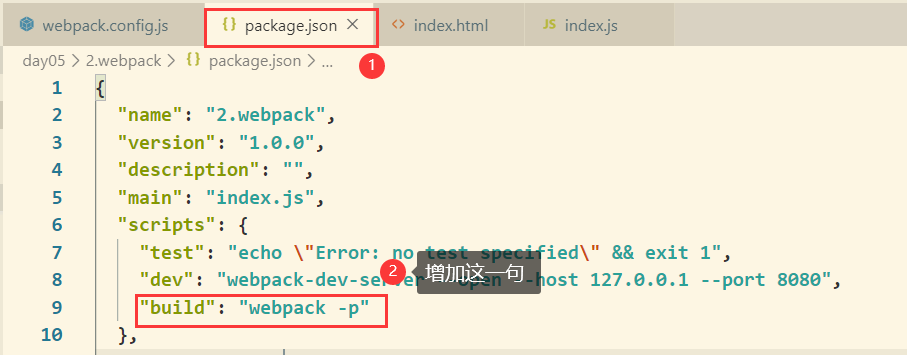 webpack.config.js
package.json
index.html
index.js
day05 > 2.webpack > {} package.json > ...
1
1 {
2 "name": "2.webpack",
3 "version": "1.0.0",
4 "description": "",
5 "main": "index.js",
6 "scripts": {
7 "test": "echo \"Error: no test specified\" && exit 1",
8 "dev": "webpack-dev-server --open --host 127.0.0.1 --port 8080",
2 增加这一句
9 "build": "webpack -p"
10 },